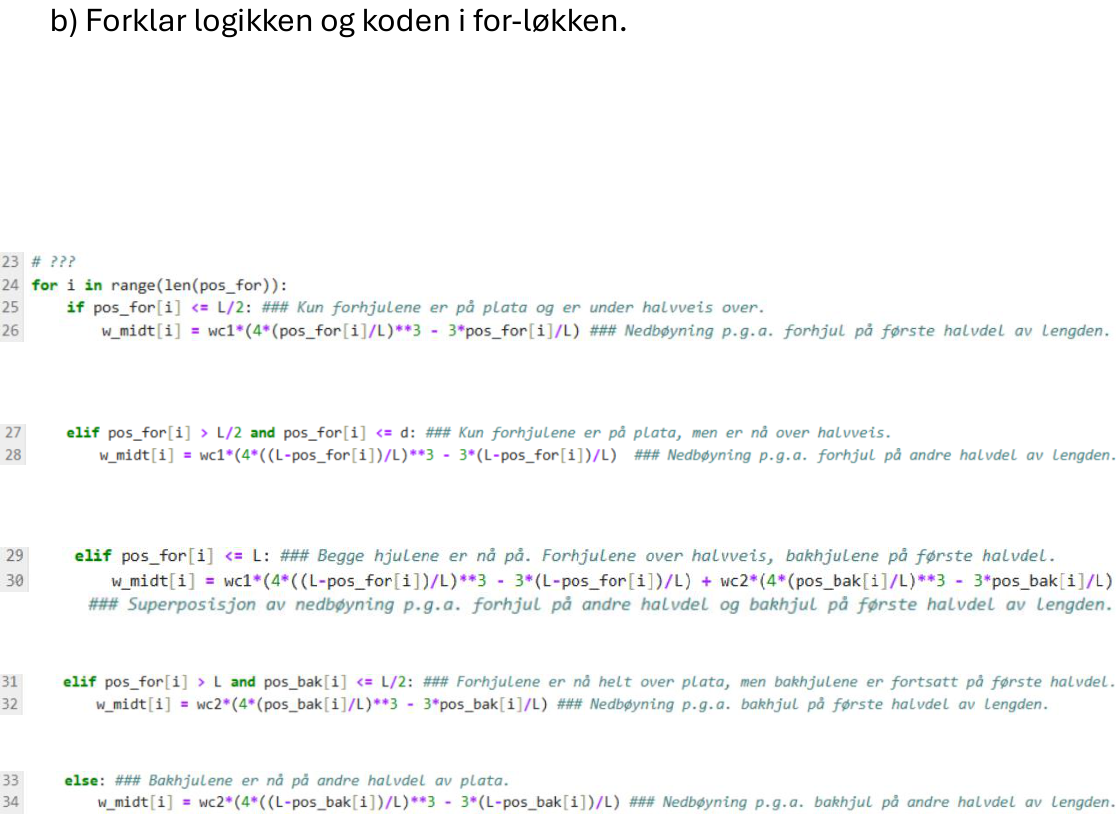 b) Forklar logikken og koden i for-løkken.
23 # ???
24 for i in range(len(pos_for)):
25 if pos_for[i] <= L/2: ### Kun forhjulene er på plata og er under halvveis over.
26 w_midt[i] = wc1*(4*(pos_for[i]/L)**3 - 3*pos_for[i]/L) ### Nedbøyning p.g.a. forhjul på første halvdel av lengden.
27 elif pos_for[i] > L/2 and pos_for[i] <= d: ### Kun forhjulene er på plata, men er nå over halvveis.
28 w_midt[i] = wc1*(4*((L-pos_for[i])/L)**3 - 3*(L-pos_for[i])/L) ### Nedbøyning p.g.a. forhjul på andre halvdel av lengden.
29 elif pos_for[i] <= L: ### Begge hjulene er nå på. Forhjulene over halvveis, bakhjulene på første halvdel.
30 w_midt[i] = wc1*(4*((L-pos_for[i])/L)**3 - 3*(L-pos_for[i])/L) + wc2*(4*(pos_bak[i]/L)**3 - 3*pos_bak[i]/L)
### Superposisjon av nedbøyning p.g.a. forhjul på andre halvdel og bakhjul på første halvdel av lengden.
31 elif pos_for[i] > L and pos_bak[i] <= L/2: ### Forhjulene er nå helt over plata, men bakhjulene er fortsatt på første halvdel.
32 w_midt[i] = wc2*(4*(pos_bak[i]/L)**3 - 3*pos_bak[i]/L) ### Nedbøyning p.g.a. bakhjul på første halvdel av lengden.
33 else: ### Bakhjulene er nå på andre halvdel av plata.
34 w_midt[i] = wc2*(4*((L-pos_bak[i])/L)**3 - 3*(L-pos_bak[i])/L) ### Nedbøyning p.g.a. bakhjul på andre halvdel av lengden.